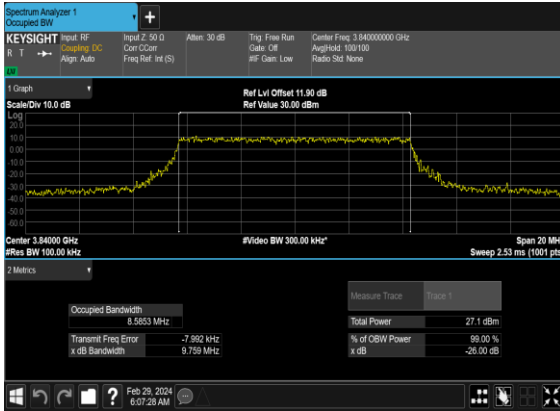 Spectrum Analyzer 1
Occupied BW
+
KEYSIGHT Input: RF Input Z: 50 Ω Atten: 30 dB Trig: Free Run Center Freq: 3.840000000 GHz
R T Coupling: DC Corr CCorr Gate: Off Avg|Hold: 100/100
Align: Auto Freq Ref: Int (S) #IF Gain: Low Radio Std: None
LXI
1 Graph
Ref Lvl Offset 11.90 dB
Scale/Div 10.0 dB Ref Value 30.00 dBm
Log
20.0
10.0
0.00
-10.0
-20.0
-30.0
-40.0
-50.0
-60.0
Center 3.84000 GHz #Video BW 300.00 kHz* Span 20 MH
#Res BW 100.00 kHz Sweep 2.53 ms (1001 pts
2 Metrics
Measure Trace Trace 1
Occupied Bandwidth
8.5853 MHz Total Power 27.1 dBm
Transmit Freq Error -7.992 kHz % of OBW Power 99.00 %
x dB Bandwidth 9.759 MHz x dB -26.00 dB
? Feb 29, 2024
6:07:28 AM